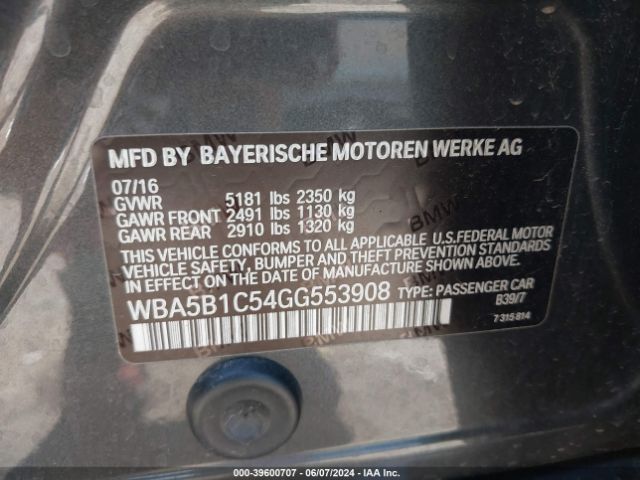 MFD BY BAYERISCHE MOTOREN WERKE AG
07/16
GVWR 5181 lbs 2350 kg
GAWR FRONT 2491 lbs 1130 kg
GAWR REAR 2910 lbs 1320 kg
THIS VEHICLE CONFORMS TO ALL APPLICABLE U.S.FEDERAL MOTOR
VEHICLE SAFETY, BUMPER AND THEFT PREVENTION STANDARDS
IN EFFECT ON THE DATE OF MANUFACTURE SHOWN ABOVE.
WBA5B1C54GG553908 TYPE: PASSENGER CAR
B39/7
7315814
BMW
000-39600707 - 06/07/2024 - IAA Inc.